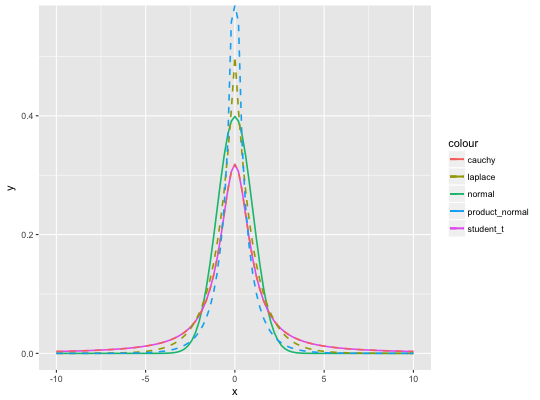 0.4
0.2
0.0
y
-10
-5
0
5
10
x
colour
cauchy
laplace
normal
product_normal
student_t